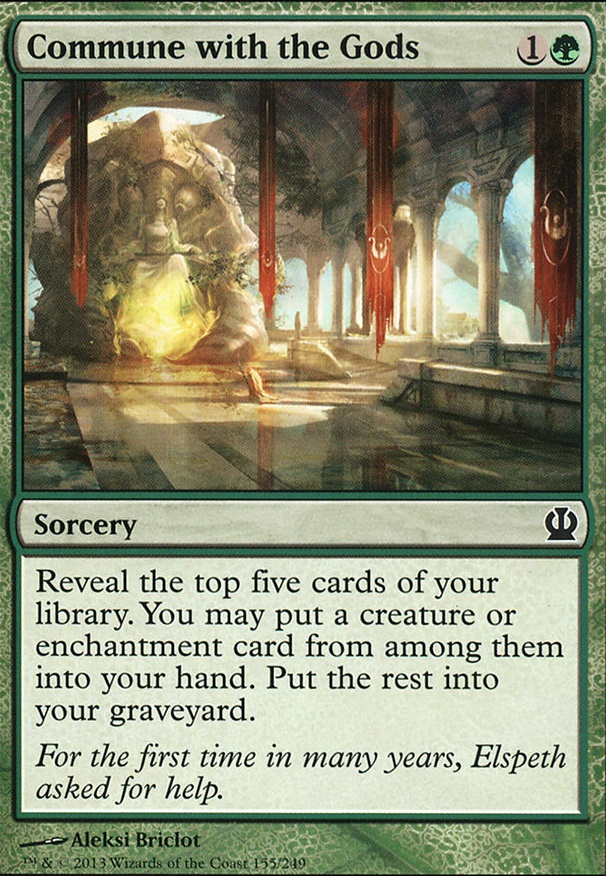 Commune with the Gods 1
Sorcery
Reveal the top five cards of your
library. You may put a creature or
enchantment card from among them
into your hand. Put the rest into
your graveyard.
For the first time in many years, Elspeth
asked for help.
Aleksi Briclot
™ & © 2013 Wizards of the Coast 155/249